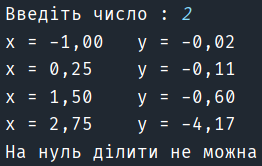 Введіть число : 2
x = -1,00   y = -0,02
x = 0,25    y = -0,11
x = 1,50    y = -0,60
x = 2,75    y = -4,17
На нуль ділити не можна